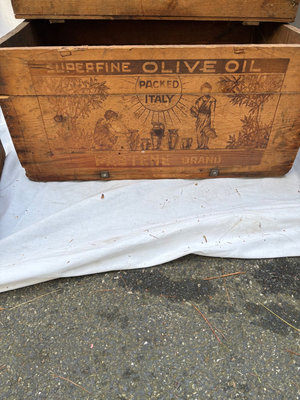 SUPERFINE OLIVE OIL
PACKED
ITALY
BRAND